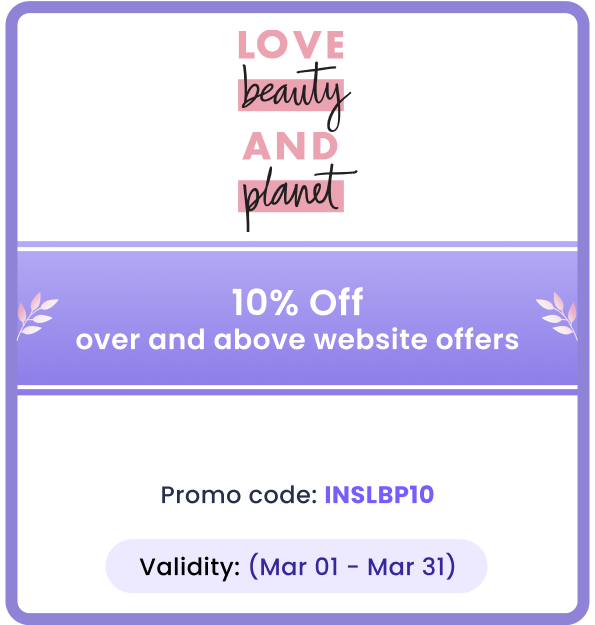 LOVE
beauty
AND
planet
10% Off
over and above website offers
Promo code: INSLBP10
Validity: (Mar 01 - Mar 31)